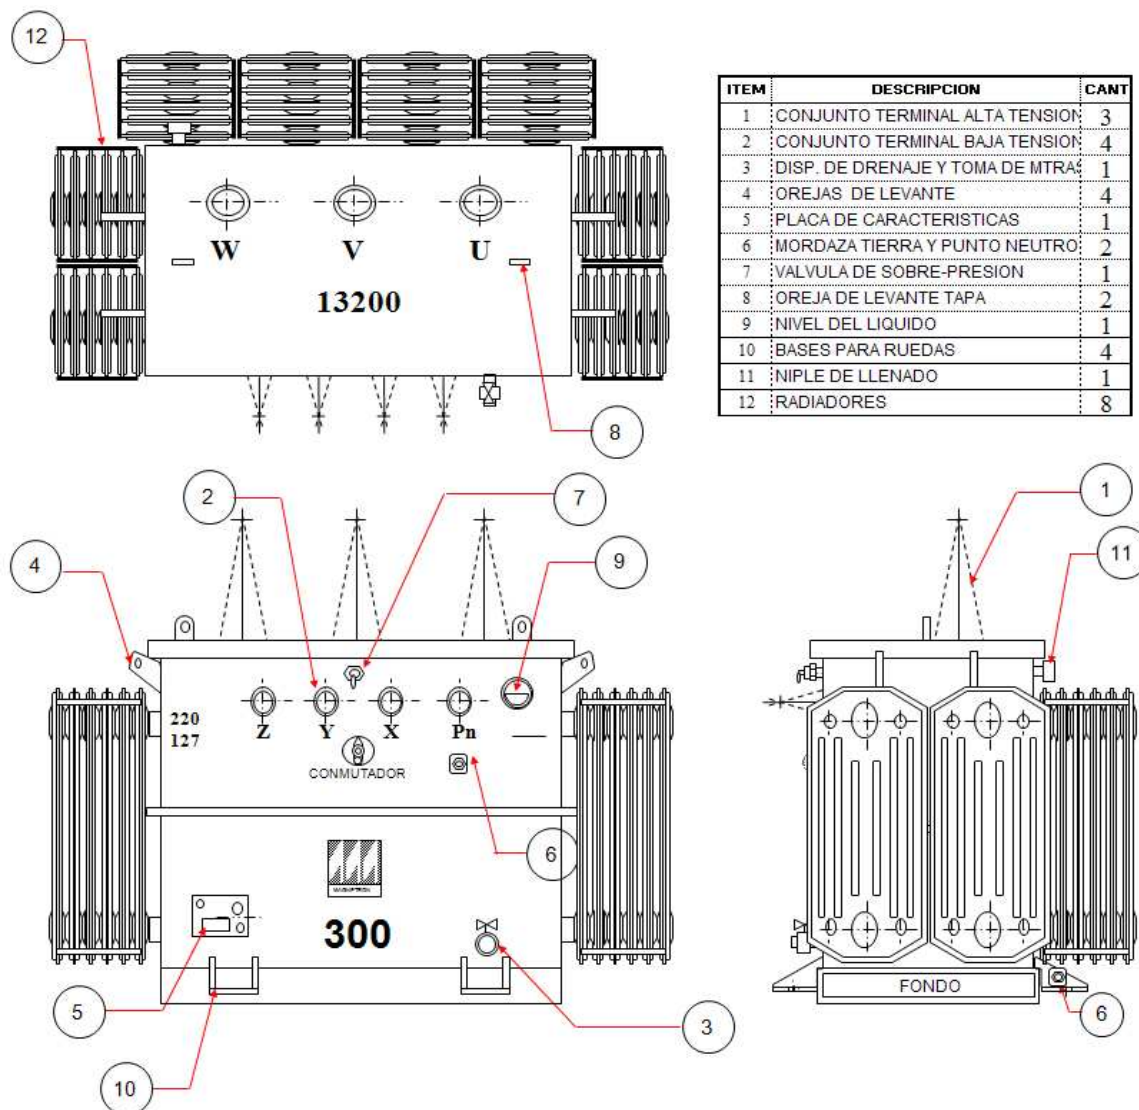 12
ITEM DESCRIPCION CANT
1 CONJUNTO TERMINAL ALTA TENSION 3
2 CONJUNTO TERMINAL BAJA TENSION 4
3 DISP. DE DRENAJE Y TOMA DE MTRAS 1
4 OREJAS DE LEVANTE 4
5 PLACA DE CARACTERISTICAS 1
6 MORDAZA TIERRA Y PUNTO NEUTRO 2
7 VALVULA DE SOBRE-PRESION 1
8 OREJA DE LEVANTE TAPA 2
9 NIVEL DEL LIQUIDO 1
10 BASES PARA RUEDAS 4
11 NIPLE DE LLENADO 1
12 RADIADORES 8
W V U
13200
8
2
7
1
4
9
11
220
127
Z Y X Pn
CONMUTADOR
6
MAGNETRON
300
5
3
10
FONDO
6